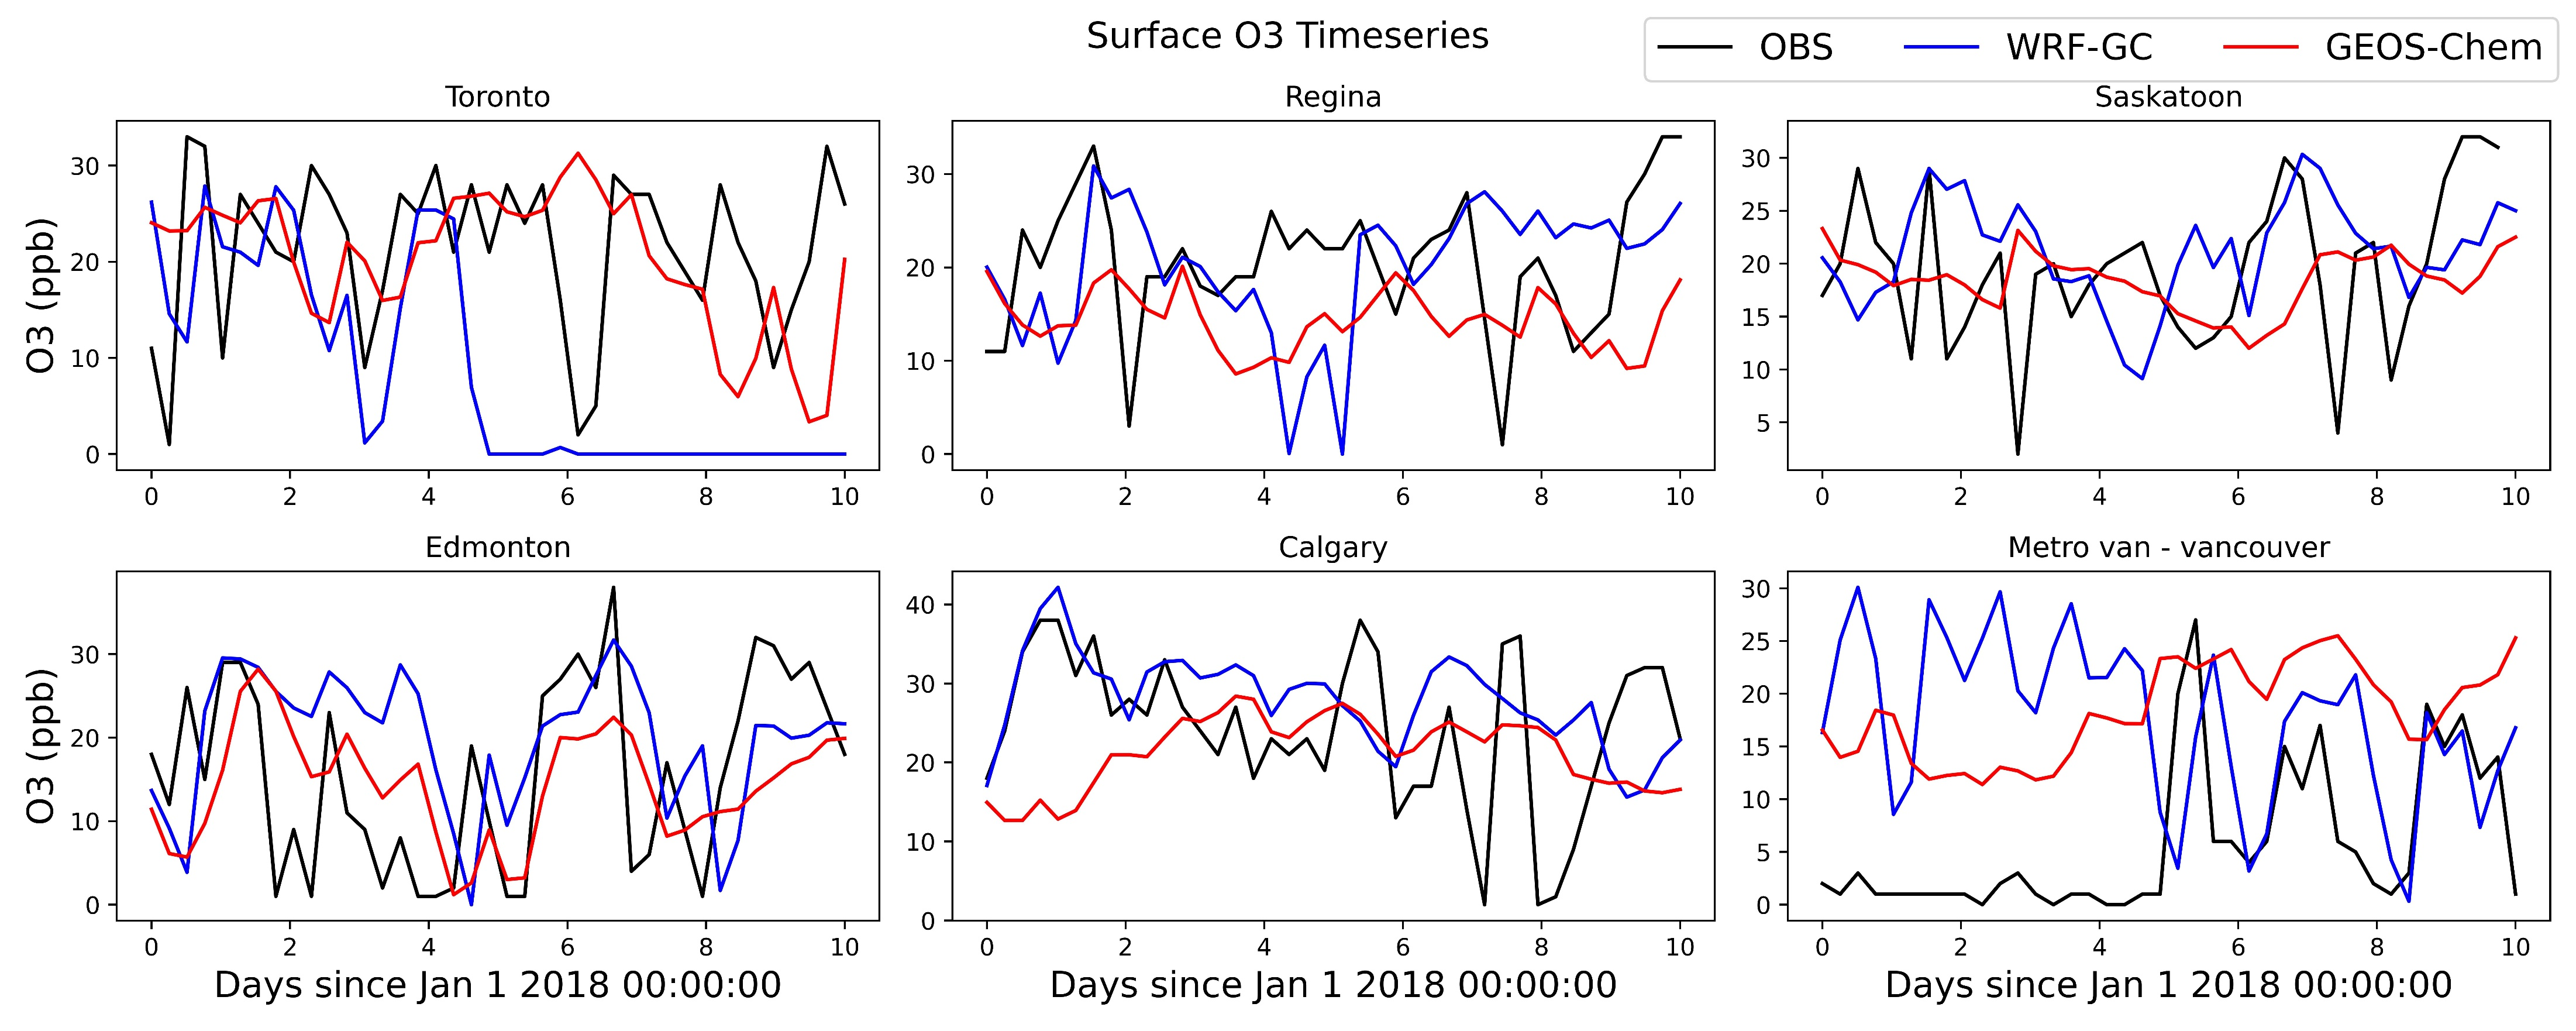 Surface O3 Timeseries
OBS WRF-GC GEOS-Chem
Toronto
O3 (ppb)
30
20
10
0
0 2 4 6 8 10
Regina
30
20
10
0
0 2 4 6 8 10
Saskatoon
30
25
20
15
10
5
0 2 4 6 8 10
Edmonton
O3 (ppb)
30
20
10
0
0 2 4 6 8 10
Days since Jan 1 2018 00:00:00
Calgary
40
30
20
10
0
0 2 4 6 8 10
Days since Jan 1 2018 00:00:00
Metro van - vancouver
30
25
20
15
10
5
0
0 2 4 6 8 10
Days since Jan 1 2018 00:00:00